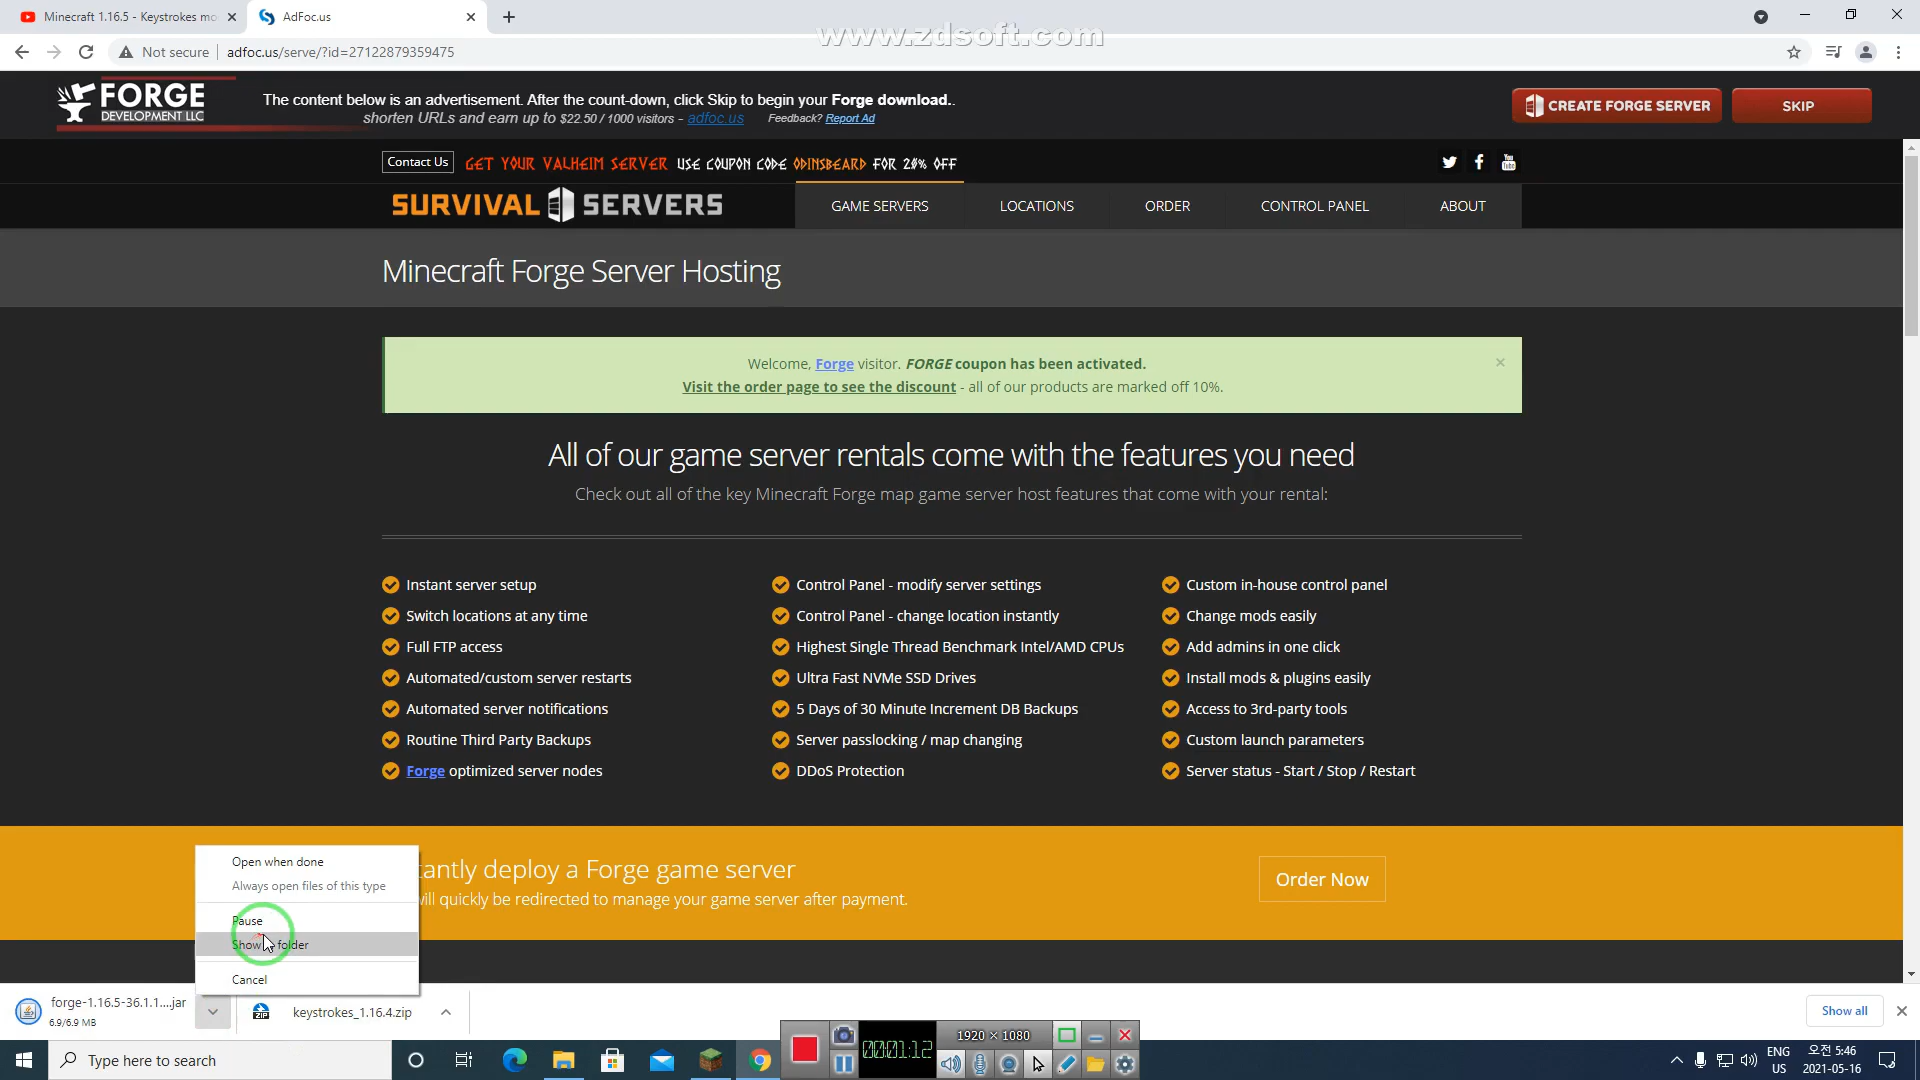 Minecraft 1.16.5 - Keystrokes mo
AdFoc.us
www.zdsoft.com
Not secure
adfoc.us/serve/?id=27122879359475
FORGE
DEVELOPMENT LLC
The content below is an advertisement. After the count-down, click Skip to begin your Forge download..
shorten URLs and earn up to $22.50 / 1000 visitors - adfoc.us Feedback? Report Ad
CREATE FORGE SERVER
SKIP
Contact Us
GET YOUR VALHEIM SERVER USE COUPON CODE ODINSBEARD FOR 20% OFF
SURVIVAL SERVERS
GAME SERVERS
LOCATIONS
ORDER
CONTROL PANEL
ABOUT
Minecraft Forge Server Hosting
Welcome, Forge visitor. FORGE coupon has been activated.
Visit the order page to see the discount - all of our products are marked off 10%.
All of our game server rentals come with the features you need
Check out all of the key Minecraft Forge map game server host features that come with your rental:
Instant server setup
Switch locations at any time
Full FTP access
Automated/custom server restarts
Automated server notifications
Routine Third Party Backups
Forge optimized server nodes
Control Panel - modify server settings
Control Panel - change location instantly
Highest Single Thread Benchmark Intel/AMD CPUs
Ultra Fast NVMe SSD Drives
5 Days of 30 Minute Increment DB Backups
Server passlocking / map changing
DDoS Protection
Custom in-house control panel
Change mods easily
Add admins in one click
Install mods & plugins easily
Access to 3rd-party tools
Custom launch parameters
Server status - Start / Stop / Restart
tantly deploy a Forge game server
will quickly be redirected to manage your game server after payment.
Order Now
Open when done
Always open files of this type
Pause
Show folder
Cancel
forge-1.16.5-36.1.1....jar
6.9/6.9 MB
keystrokes_1.16.4.zip
Show all
Type here to search
1920 × 1080
00:01:12
ENG
US
오전 5:46
2021-05-16